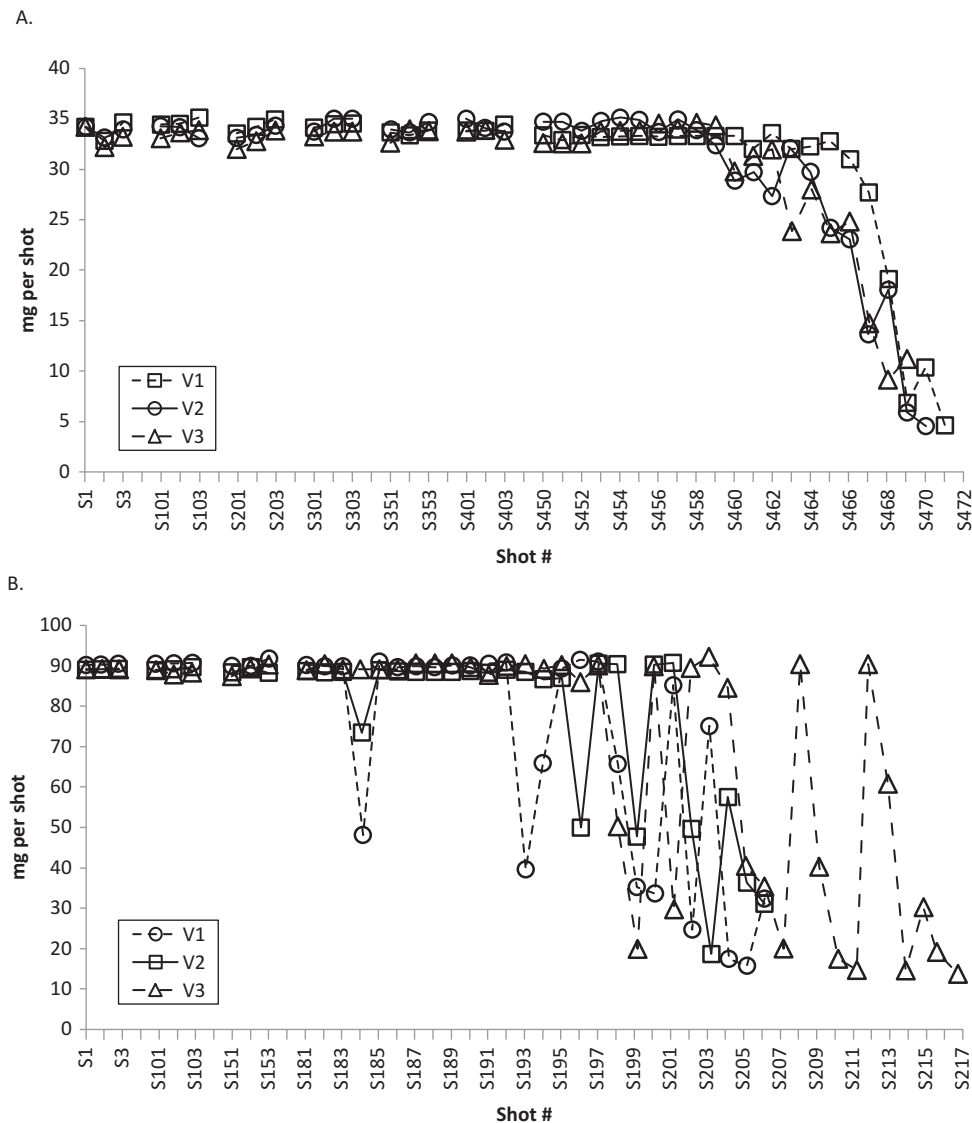 A.
40
35
30
25
20
15
10
5
0
mg per shot
V1
V2
V3
S1
S3
S101
S103
S201
S203
S301
S303
S351
S353
S401
S403
S450
S452
S454
S456
S458
S460
S462
S464
S466
S468
S470
S472
Shot #
B.
100
90
80
70
60
50
40
30
20
10
0
mg per shot
V1
V2
V3
S1
S3
S101
S103
S151
S153
S181
S183
S185
S187
S189
S191
S193
S195
S197
S199
S201
S203
S205
S209
S209
S211
S213
S215
S217
Shot #